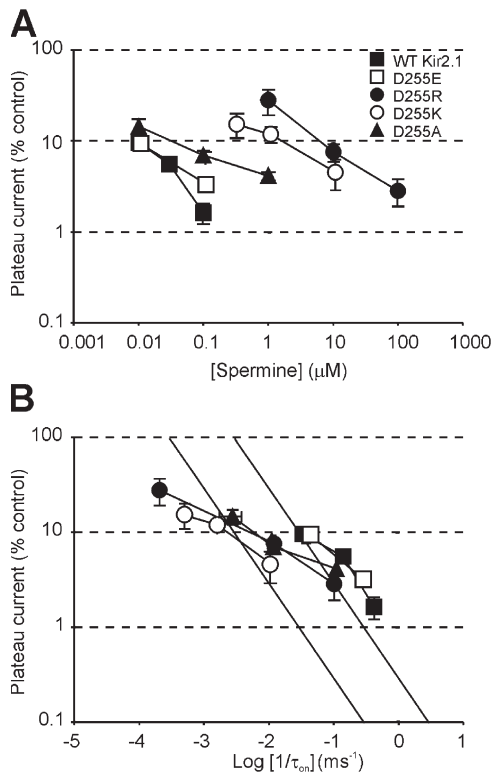 A
Plateau current (% control)
100
10
1
0.1
WT Kir2.1
D255E
D255R
D255K
D255A
0.001 0.01 0.1 1 10 100 1000
[Spermine] (μM)
B
Plateau current (% control)
100
10
1
0.1
-5 -4 -3 -2 -1 0 1
Log [1/τon] (ms-1)